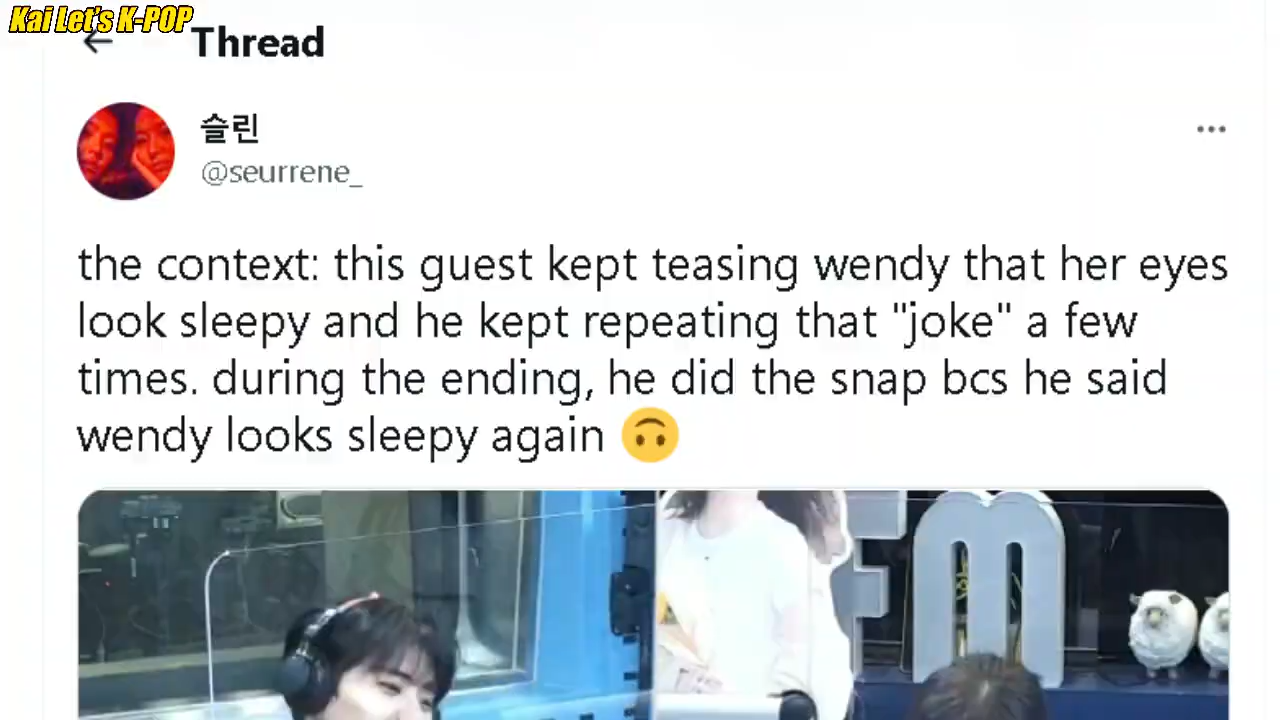 Kai Let's K-POP
Thread
슬린
@seurrene_
the context: this guest kept teasing wendy that her eyes
look sleepy and he kept repeating that "joke" a few
times. during the ending, he did the snap bcs he said
wendy looks sleepy again 🙃
FM